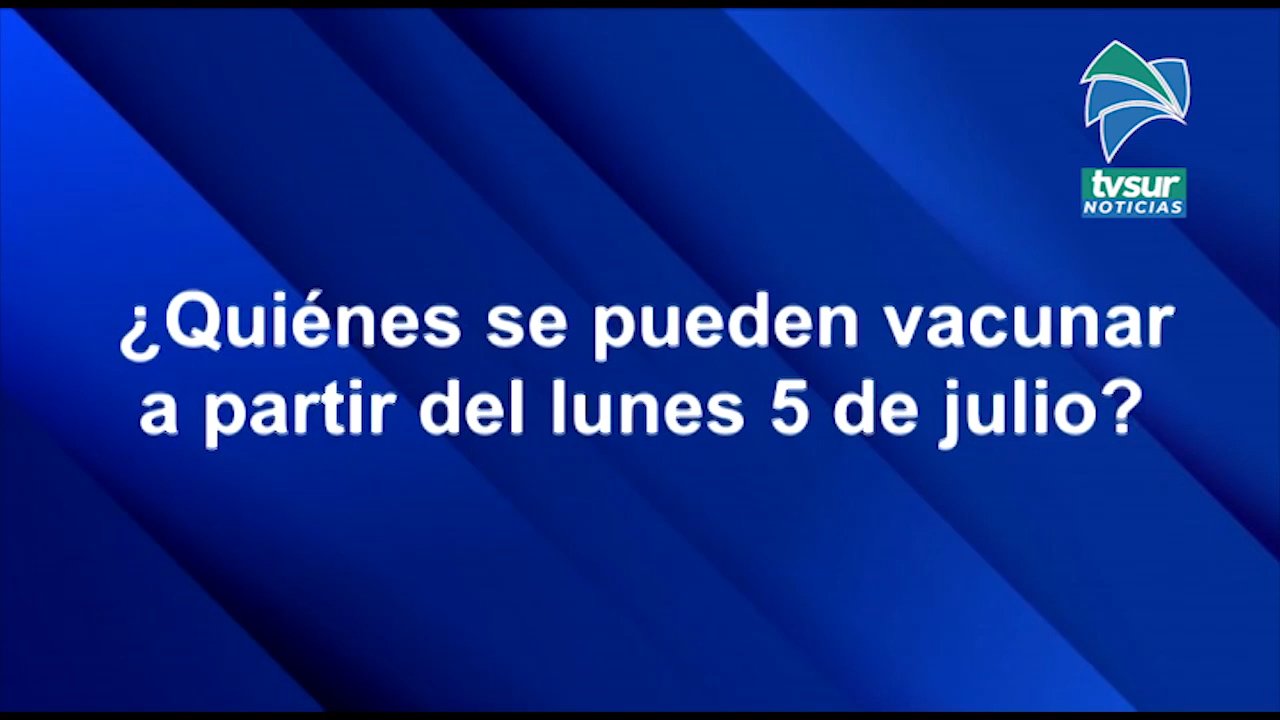 tvsur
NOTICIAS
¿Quiénes se pueden vacunar
a partir del lunes 5 de julio?